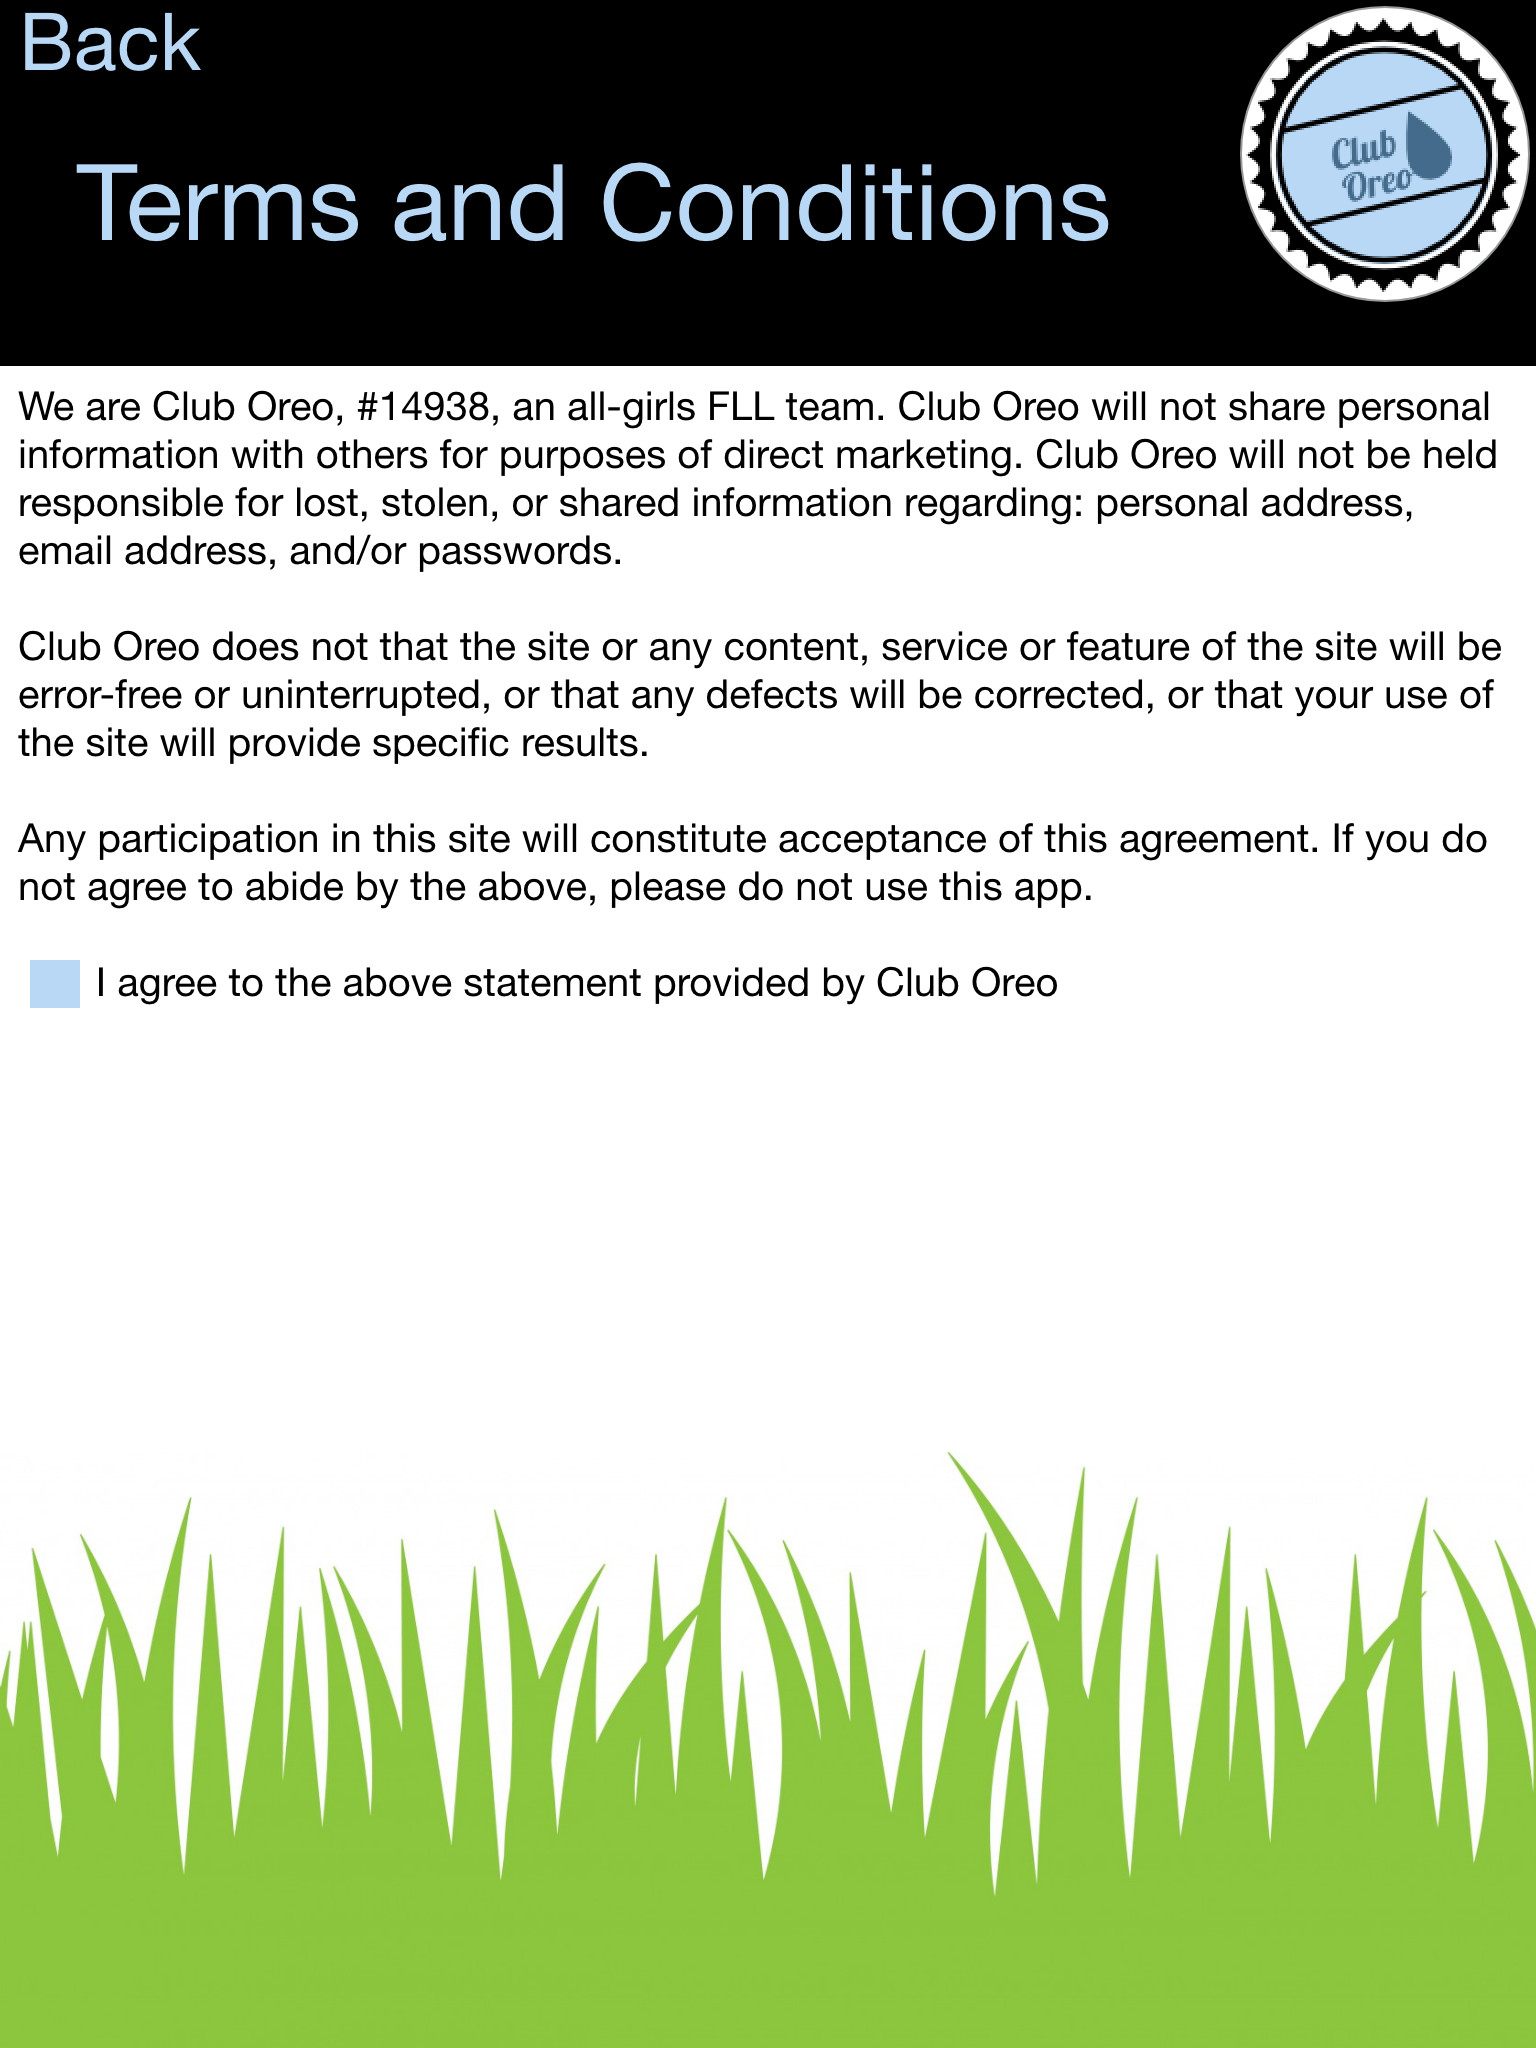 Back
Club
Oreo
Terms and Conditions
We are Club Oreo, #14938, an all-girls FLL team. Club Oreo will not share personal
information with others for purposes of direct marketing. Club Oreo will not be held
responsible for lost, stolen, or shared information regarding: personal address,
email address, and/or passwords.
Club Oreo does not that the site or any content, service or feature of the site will be
error-free or uninterrupted, or that any defects will be corrected, or that your use of
the site will provide specific results.
Any participation in this site will constitute acceptance of this agreement. If you do
not agree to abide by the above, please do not use this app.
I agree to the above statement provided by Club Oreo